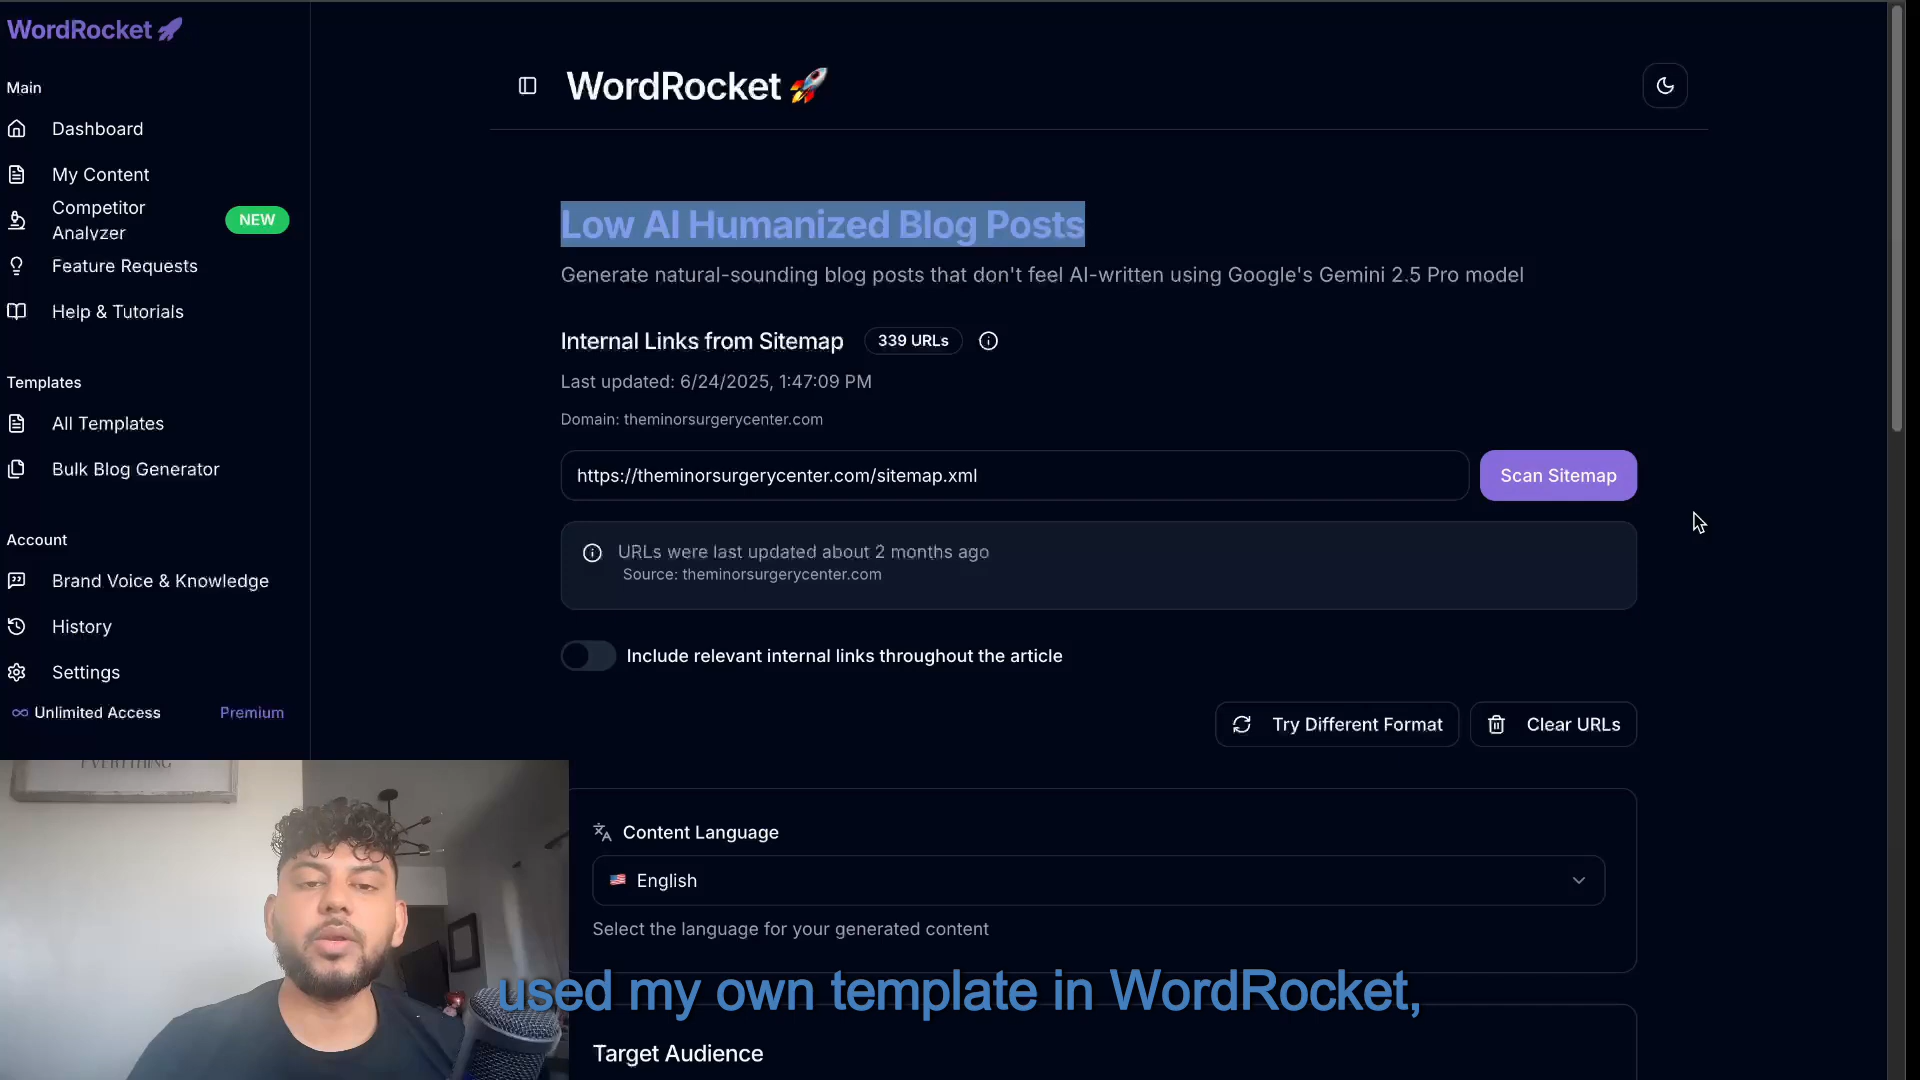 WordRocket
Main
Dashboard
My Content
Competitor
Analyzer
NEW
Feature Requests
Help & Tutorials
Templates
All Templates
Bulk Blog Generator
Account
Brand Voice & Knowledge
History
Settings
Unlimited Access
Premium
EVERYTHING
WordRocket
Low AI Humanized Blog Posts
Generate natural-sounding blog posts that don't feel AI-written using Google's Gemini 2.5 Pro model
Internal Links from Sitemap
339 URLs
Last updated: 6/24/2025, 1:47:09 PM
Domain: theminorsurgerycenter.com
https://theminorsurgerycenter.com/sitemap.xml
Scan Sitemap
URLs were last updated about 2 months ago
Source: theminorsurgerycenter.com
Include relevant internal links throughout the article
Try Different Format
Clear URLs
Content Language
English
Select the language for your generated content
used my own template in WordRocket,
Target Audience